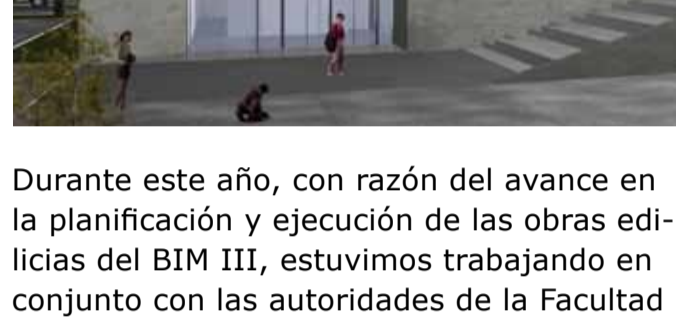 Durante este año, con razón del avance en
la planificación y ejecución de las obras edi-
licias del BIM III, estuvimos trabajando en
conjunto con las autoridades de la Facultad